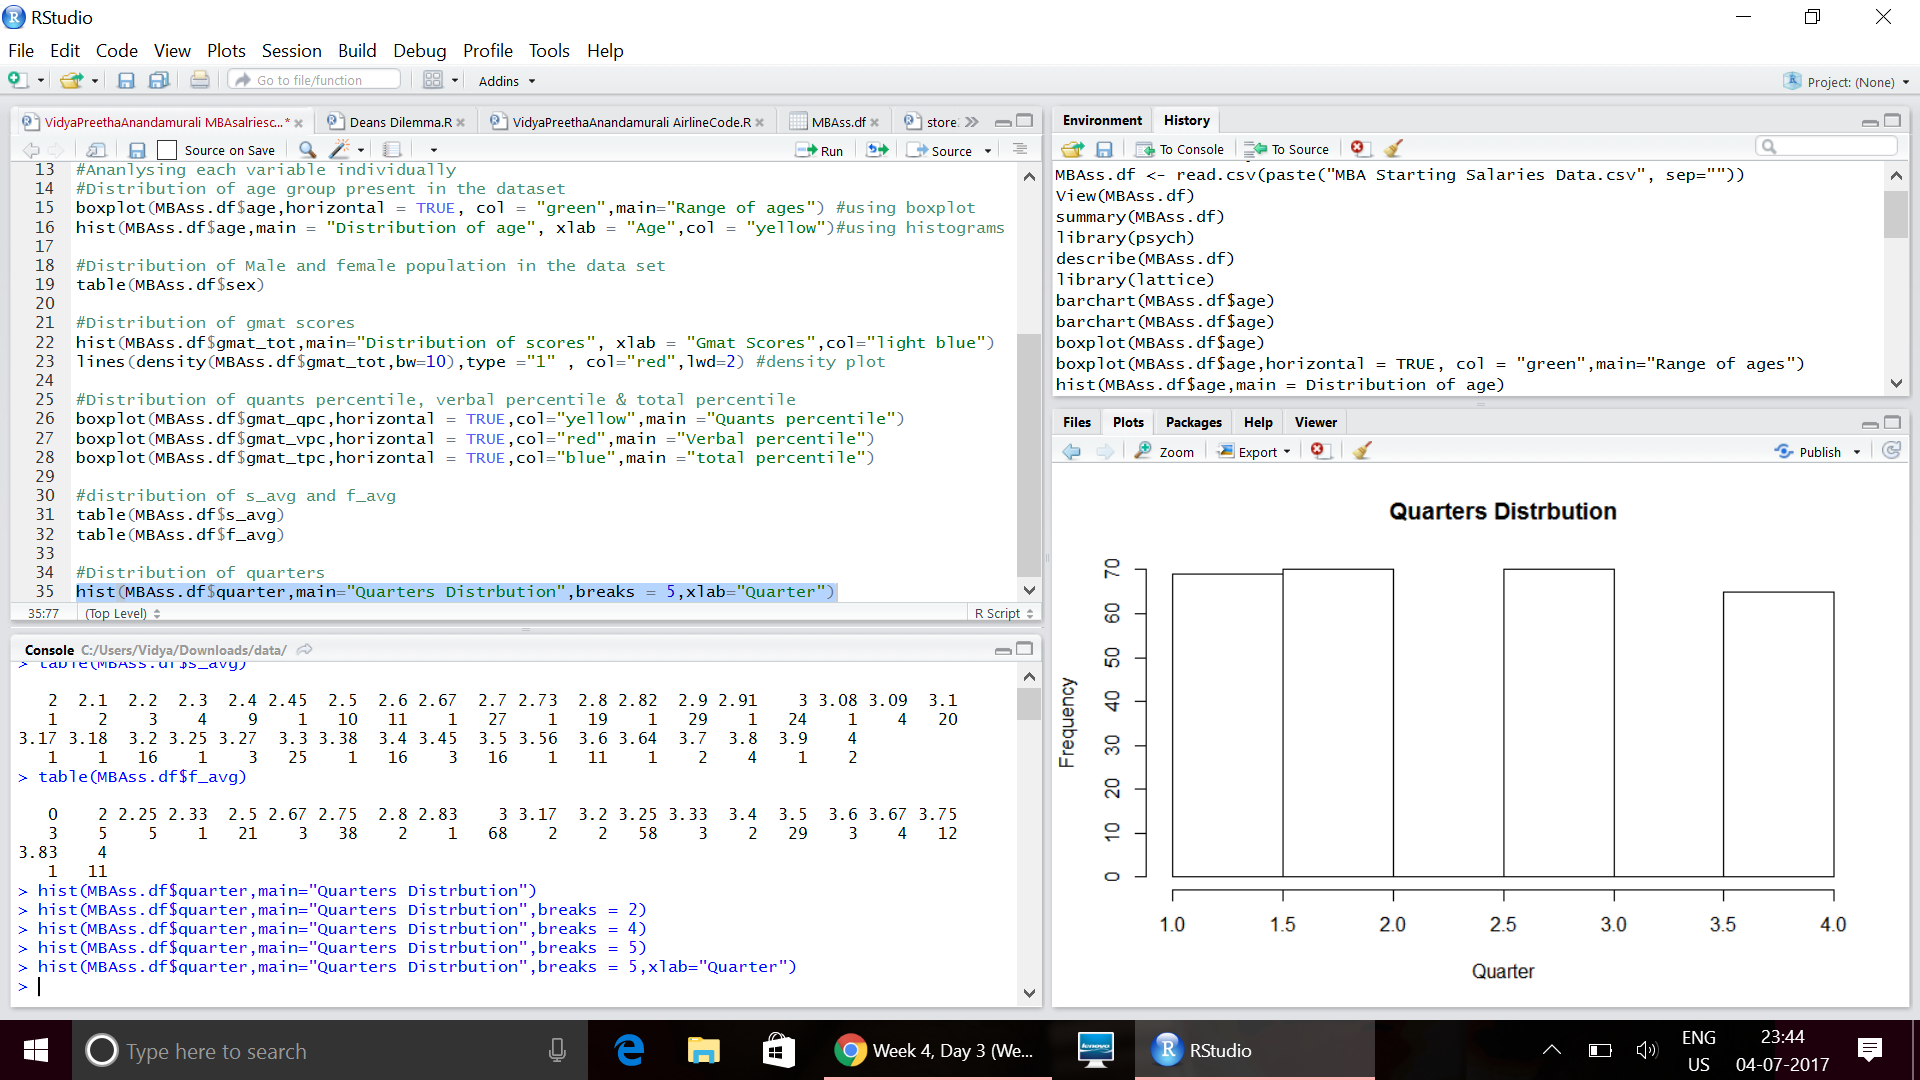 RStudio
File Edit Code View Plots Session Build Debug Profile Tools Help
Go to file/function Addins Project: (None)
VidyaPreethaAnandamurali MBAsalriesc...* Deans Dilemma.R VidyaPreethaAnandamurali AirlineCode.R MBAss.df store
Source on Save Run Source
13 #Ananlysing each variable individually
14 #Distribution of age group present in the dataset
15 boxplot(MBAss.df$age,horizontal = TRUE, col = "green",main="Range of ages") #using boxplot
16 hist(MBAss.df$age,main = "Distribution of age", xlab = "Age",col = "yellow")#using histograms
17
18 #Distribution of Male and female population in the data set
19 table(MBAss.df$sex)
20
21 #Distribution of gmat scores
22 hist(MBAss.df$gmat_tot,main="Distribution of scores", xlab = "Gmat Scores",col="light blue")
23 lines(density(MBAss.df$gmat_tot,bw=10),type ="1" , col="red",lwd=2) #density plot
24
25 #Distribution of quants percentile, verbal percentile & total percentile
26 boxplot(MBAss.df$gmat_qpc,horizontal = TRUE,col="yellow",main ="Quants percentile")
27 boxplot(MBAss.df$gmat_vpc,horizontal = TRUE,col="red",main ="Verbal percentile")
28 boxplot(MBAss.df$gmat_tpc,horizontal = TRUE,col="blue",main ="total percentile")
29
30 #distribution of s_avg and f_avg
31 table(MBAss.df$s_avg)
32 table(MBAss.df$f_avg)
33
34 #Distribution of quarters
35 hist(MBAss.df$quarter,main="Quarters Distrbution",breaks = 5,xlab="Quarter")
35:77 (Top Level) R Script
Console C:/Users/Vidya/Downloads/data/
> table(MBAss.df$s_avg)
2 2.1 2.2 2.3 2.4 2.45 2.5 2.6 2.67 2.7 2.73 2.8 2.82 2.9 2.91 3 3.08 3.09 3.1
1 2 3 4 9 1 10 11 1 27 1 19 1 29 1 24 1 4 20
3.17 3.18 3.2 3.25 3.27 3.3 3.38 3.4 3.45 3.5 3.56 3.6 3.64 3.7 3.8 3.9 4
1 1 16 1 3 25 1 16 3 16 1 11 1 2 4 1 2
> table(MBAss.df$f_avg)
0 2 2.25 2.33 2.5 2.67 2.75 2.8 2.83 3 3.17 3.2 3.25 3.33 3.4 3.5 3.6 3.67 3.75
3 5 5 1 21 3 38 2 1 68 2 2 58 3 2 29 3 4 12
3.83 4
1 11
> hist(MBAss.df$quarter,main="Quarters Distrbution")
> hist(MBAss.df$quarter,main="Quarters Distrbution",breaks = 2)
> hist(MBAss.df$quarter,main="Quarters Distrbution",breaks = 4)
> hist(MBAss.df$quarter,main="Quarters Distrbution",breaks = 5)
> hist(MBAss.df$quarter,main="Quarters Distrbution",breaks = 5,xlab="Quarter")
>
Environment History
To Console To Source
MBAss.df <- read.csv(paste("MBA Starting Salaries Data.csv", sep=""))
View(MBAss.df)
summary(MBAss.df)
library(psych)
describe(MBAss.df)
library(lattice)
barchart(MBAss.df$age)
barchart(MBAss.df$age)
boxplot(MBAss.df$age)
boxplot(MBAss.df$age,horizontal = TRUE, col = "green",main="Range of ages")
hist(MBAss.df$age,main = Distribution of age)
Files Plots Packages Help Viewer
Zoom Export Publish
Quarters Distrbution
Frequency
70
60
50
40
30
20
10
0
1.0 1.5 2.0 2.5 3.0 3.5 4.0
Quarter
Type here to search Week 4, Day 3 (We... lenovo RStudio
ENG 23:44
US 04-07-2017